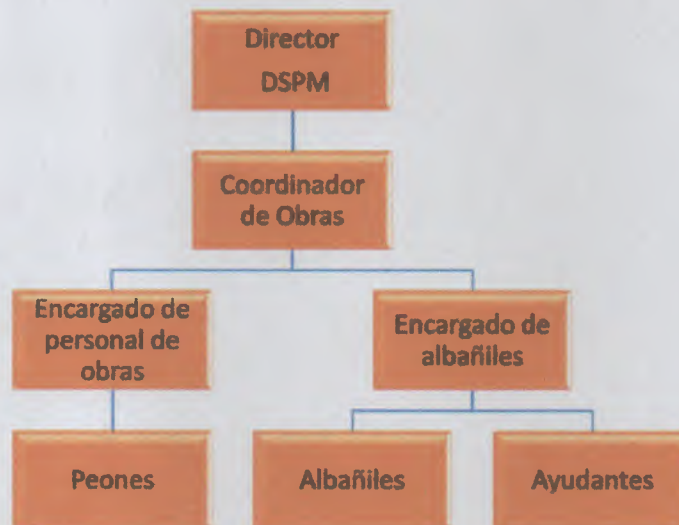 Director
DSPM
Coordinador
de Obras
Encargado de
personal de
obras
Encargado de
albañiles
Peones
Albañiles
Ayudantes